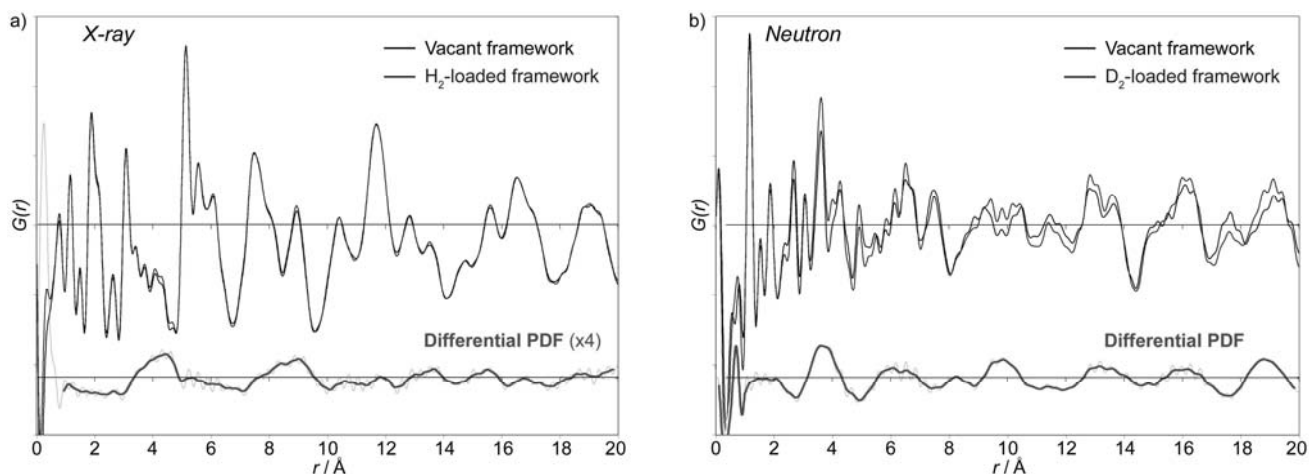 a)
X-ray
Vacant framework
H₂-loaded framework
G(r)
Differential PDF (x4)
0 2 4 6 8 10 12 14 16 18 20
r / Å
b)
Neutron
Vacant framework
D₂-loaded framework
G(r)
Differential PDF
0 2 4 6 8 10 12 14 16 18 20
r / Å